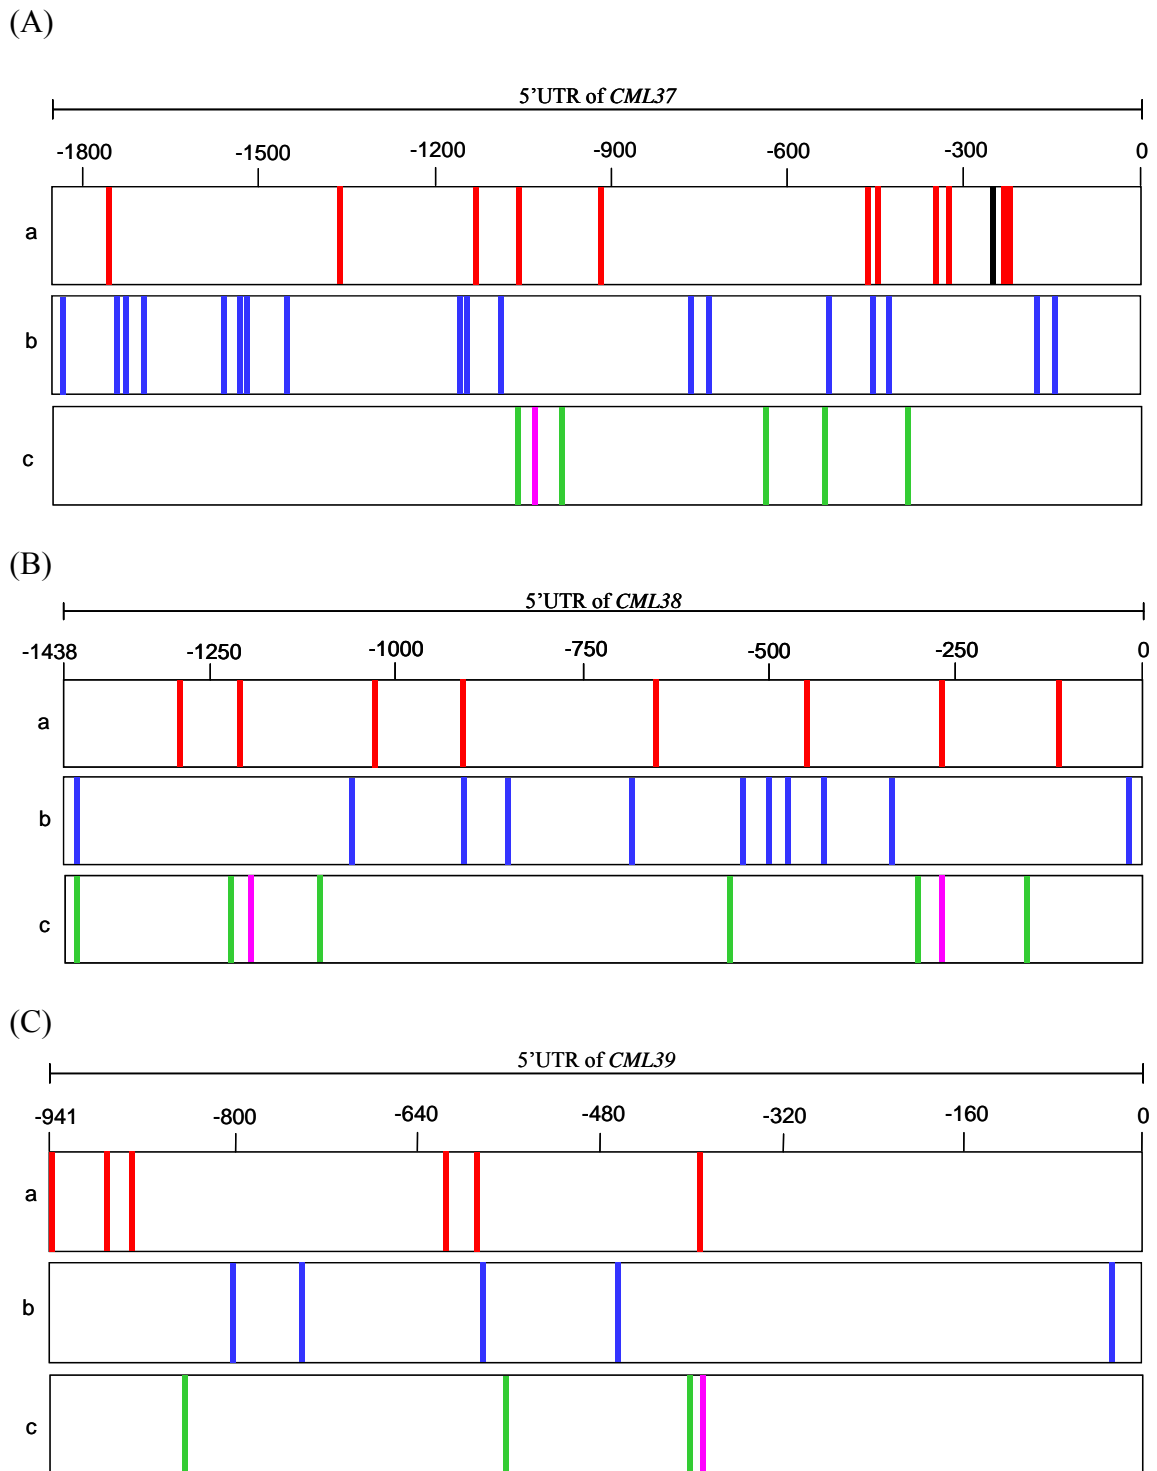 (A)
5'UTR of CML37
-1800 -1500 -1200 -900 -600 -300 0
a
b
c
(B)
5'UTR of CML38
-1438 -1250 -1000 -750 -500 -250 0
a
b
c
(C)
5'UTR of CML39
-941 -800 -640 -480 -320 -160 0
a
b
c